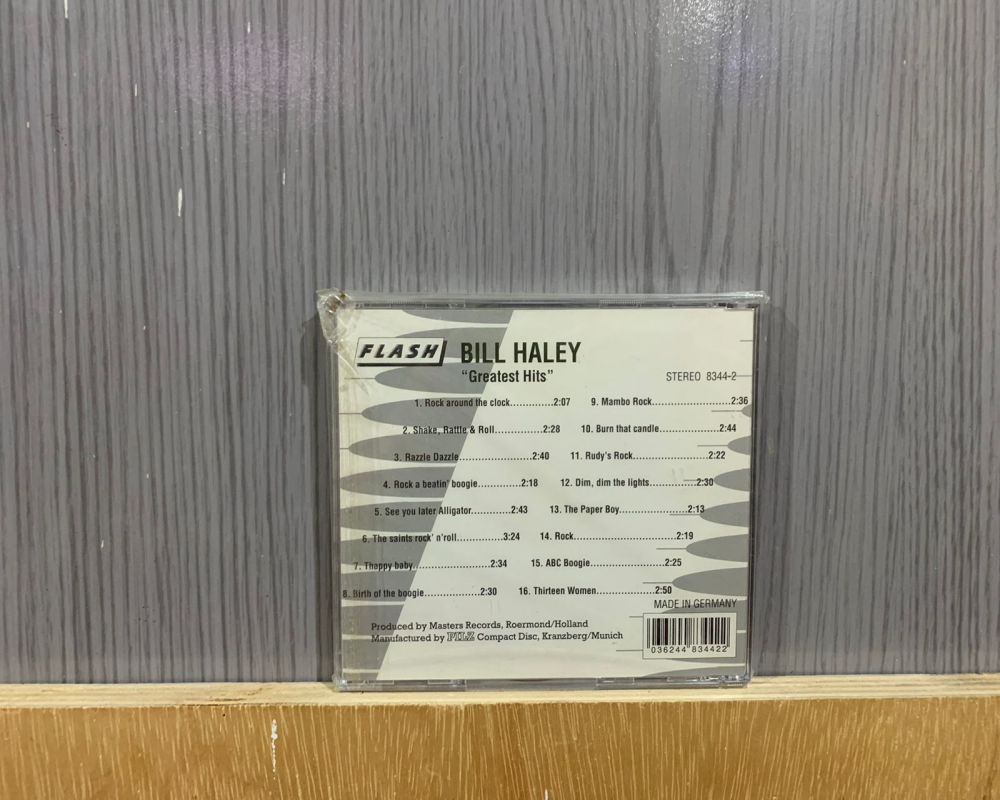 FLASH BILL HALEY
“Greatest Hits”
STEREO 8344-2
1. Rock around the clock.............2:07
2. Shake, Rattle & Roll...............2:28
3. Razzle Dazzle......................2:40
4. Rock a beatin' boogie.............2:18
5. See you later Alligator............2:43
6. The saints rock' n'roll..............3:24
7. Thappy baby......................2:34
8. Birth of the boogie.................2:30
9. Mambo Rock.......................2:36
10. Burn that candle..................2:44
11. Rudy's Rock......................2:22
12. Dim, dim the lights..............2:30
13. The Paper Boy....................2:13
14. Rock..............................2:19
15. ABC Boogie......................2:25
16. Thirteen Women.................2:50
MADE IN GERMANY
Produced by Masters Records, Roermond/Holland
Manufactured by PILZ Compact Disc, Kranzberg/Munich
036244 834422